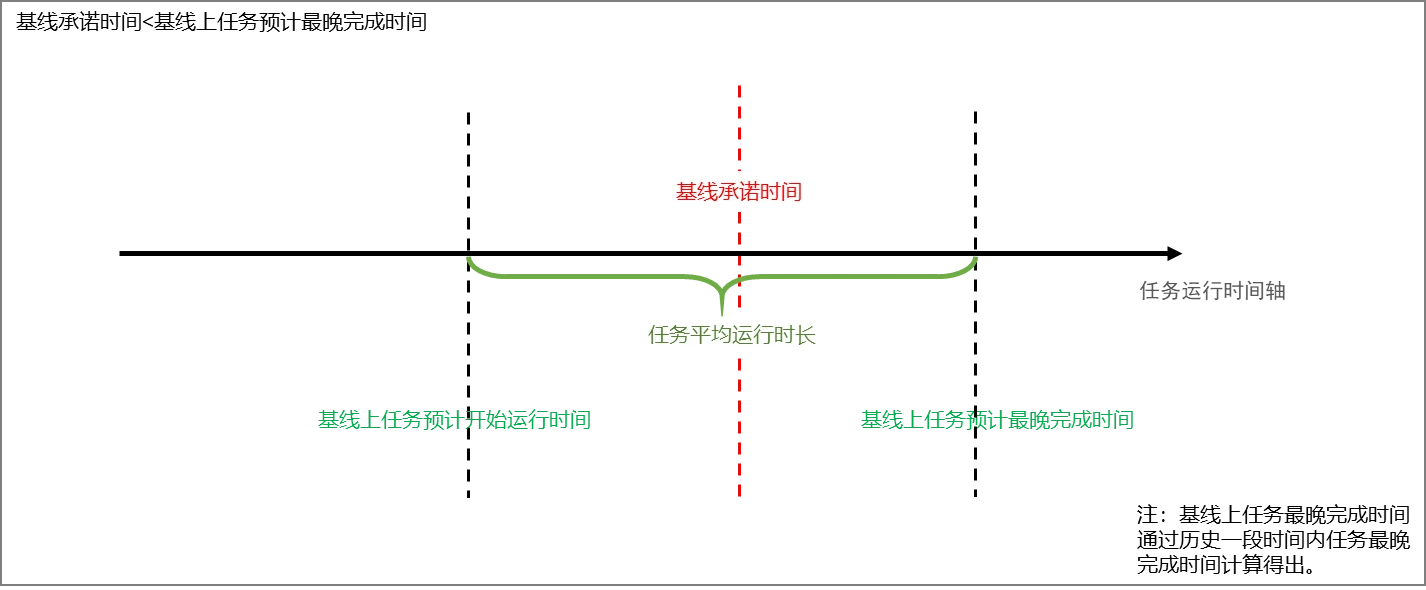 基线承诺时间<基线上任务预计最晚完成时间
基线承诺时间
任务运行时间轴
任务平均运行时长
基线上任务预计开始运行时间
基线上任务预计最晚完成时间
注：基线上任务最晚完成时间
通过历史一段时间内任务最晚
完成时间计算得出。